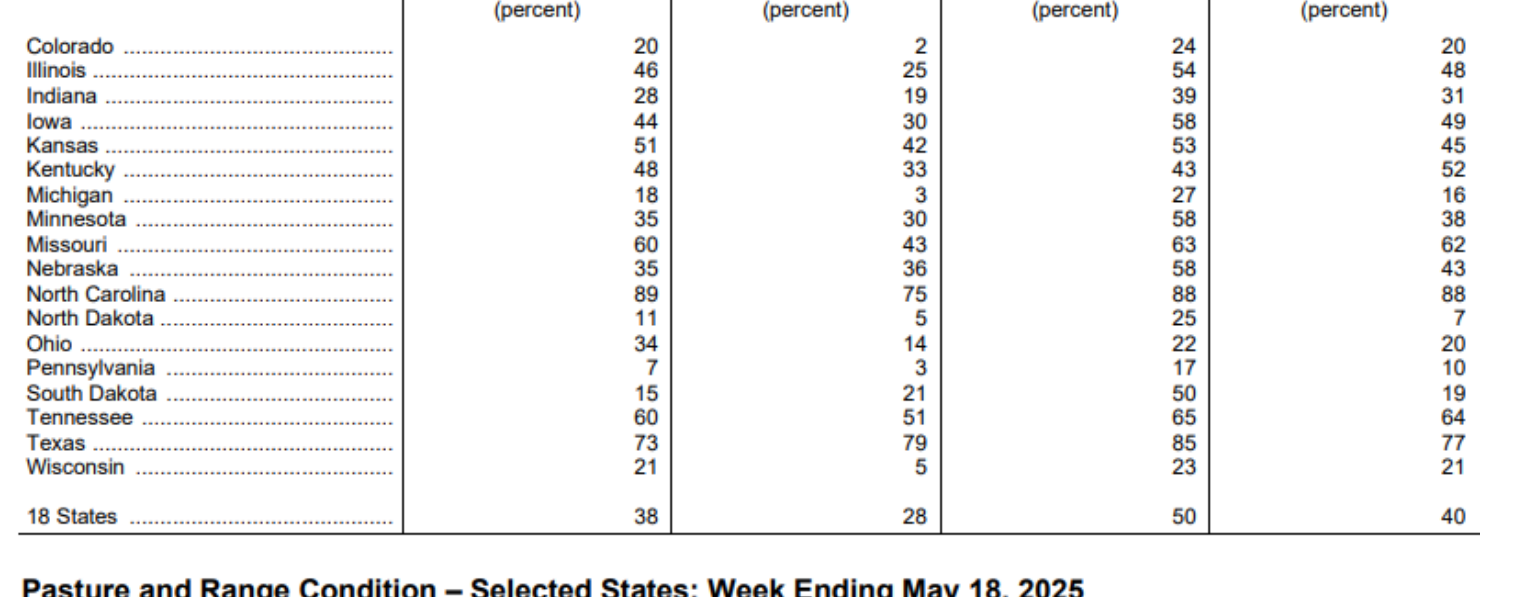 (percent) (percent) (percent) (percent)
Colorado ................................................ 20 2 24 20
Illinois ..................................................... 46 25 54 48
Indiana ................................................... 28 19 39 31
Iowa ....................................................... 44 30 58 49
Kansas ................................................... 51 42 53 45
Kentucky ................................................ 48 33 43 52
Michigan ................................................ 18 3 27 16
Minnesota .............................................. 35 30 58 38
Missouri ................................................. 60 43 63 62
Nebraska ............................................... 35 36 58 43
North Carolina ........................................ 89 75 88 88
North Dakota .......................................... 11 5 25 7
Ohio ....................................................... 34 14 22 20
Pennsylvania ......................................... 7 3 17 10
South Dakota ......................................... 15 21 50 19
Tennessee ............................................. 60 51 65 64
Texas ..................................................... 73 79 85 77
Wisconsin .............................................. 21 5 23 21
18 States ............................................... 38 28 50 40
Pasture and Range Condition – Selected States: Week Ending May 18, 2025